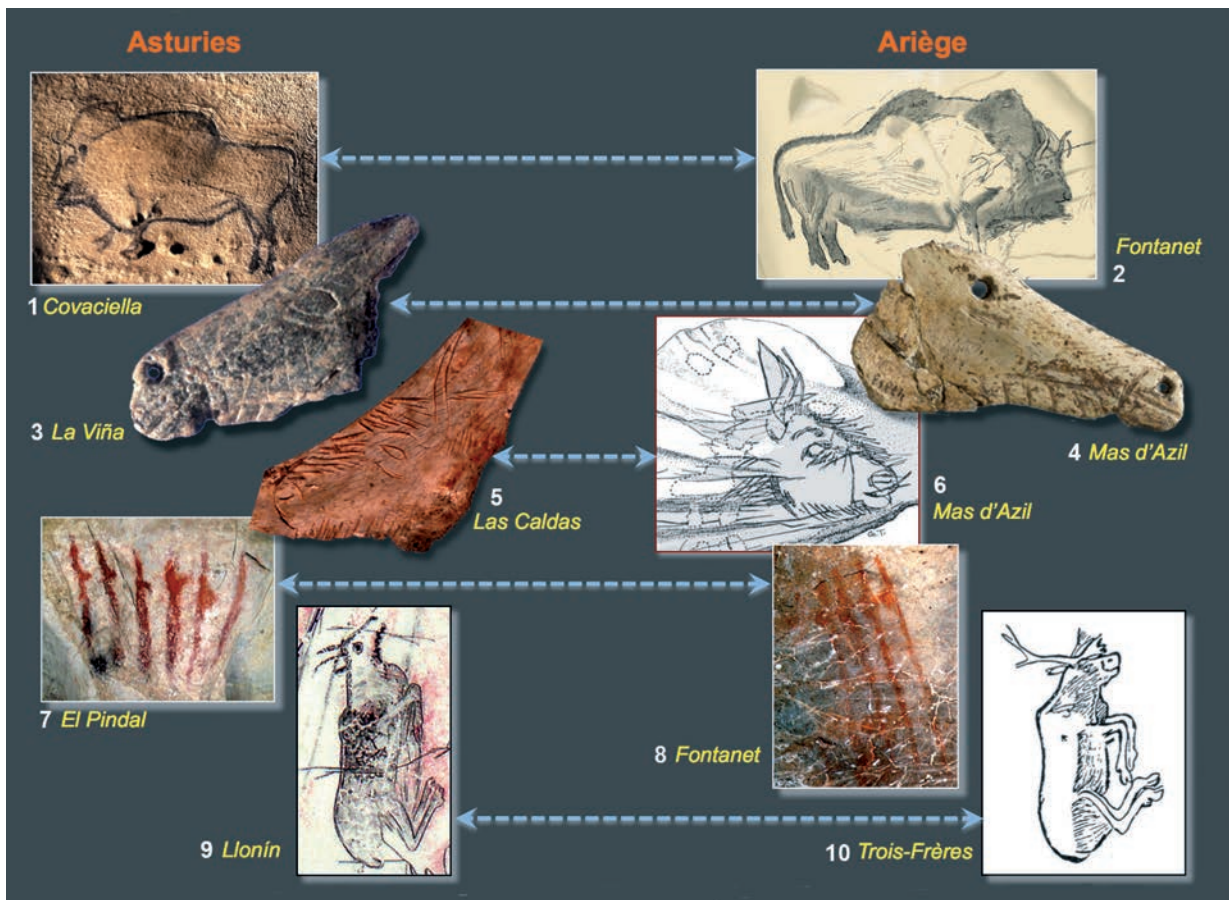 Asturies
Ariège
1 Covaciella
Fontanet
2
3 La Viña
4 Mas d'Azil
5
Las Caldas
6
Mas d'Azil
7 El Pindal
8 Fontanet
9 Llonín
10 Trois-Frères